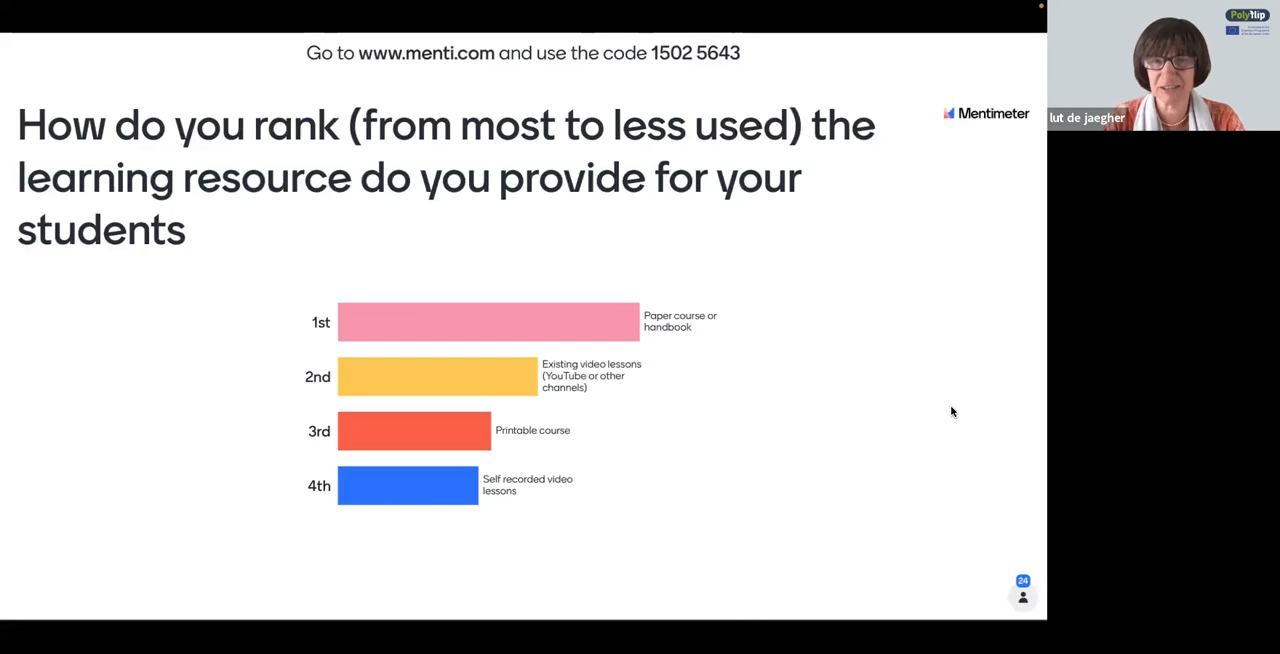 Go to www.menti.com and use the code 1502 5643
PolyFlip
How do you rank (from most to less used) the
learning resource do you provide for your
students
Mentimeter
lut de jaegher
1st
Paper course or
handbook
2nd
Existing video lessons
(YouTube or other
channels)
3rd
Printable course
4th
Self recorded video
lessons
24